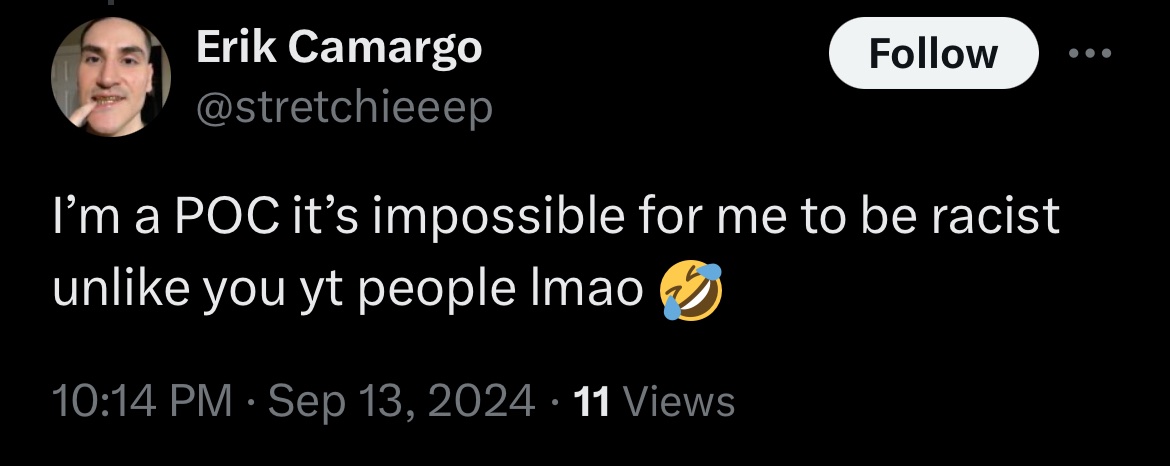 Erik Camargo
Follow
@stretchieeep
I’m a POC it’s impossible for me to be racist
unlike you yt people lmao 🤣
10:14 PM · Sep 13, 2024 · 11 Views